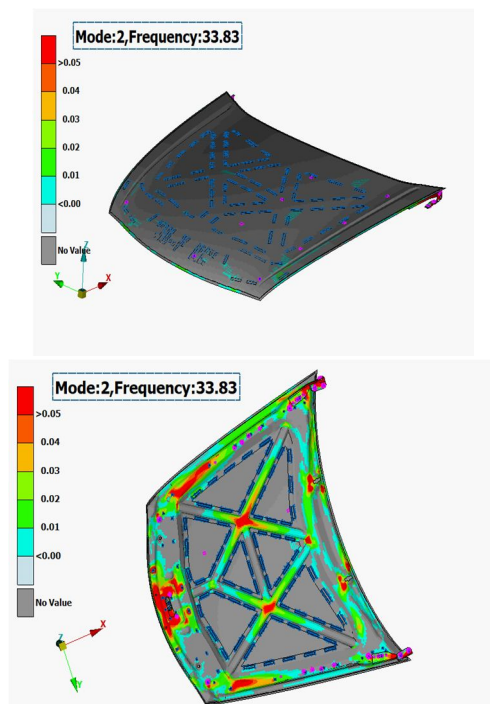 Mode:2,Frequency:33.83
>0.05
0.04
0.03
0.02
0.01
<0.00
No Value
Z
Y
X
Mode:2,Frequency:33.83
>0.05
0.04
0.03
0.02
0.01
<0.00
No Value
Z
X
Y